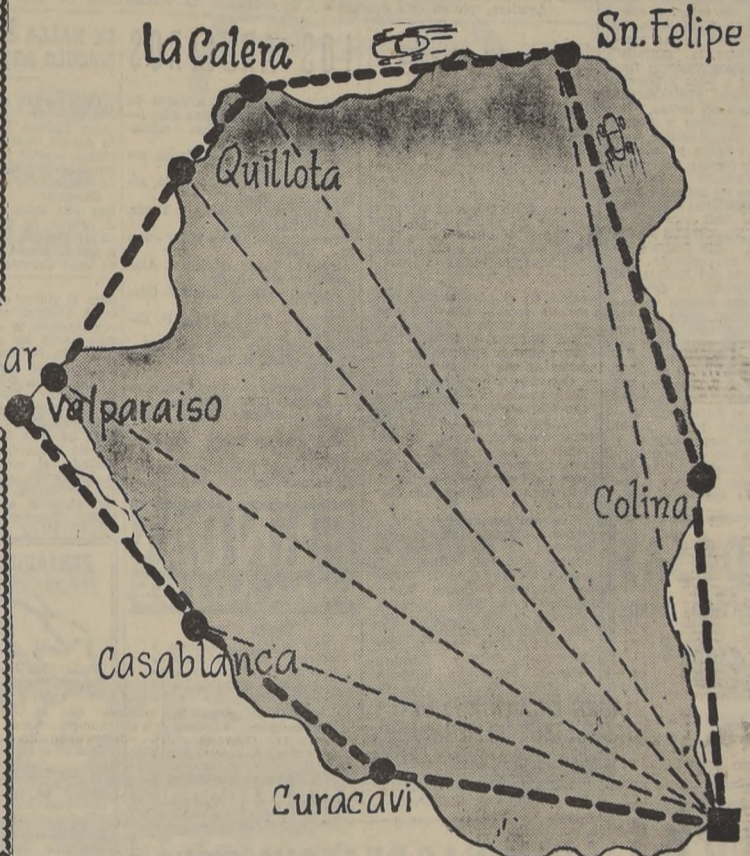 Sn. Felipe
La Calera
Quillota
ar
Valparaiso
Colina
Casablanca
Curacavi